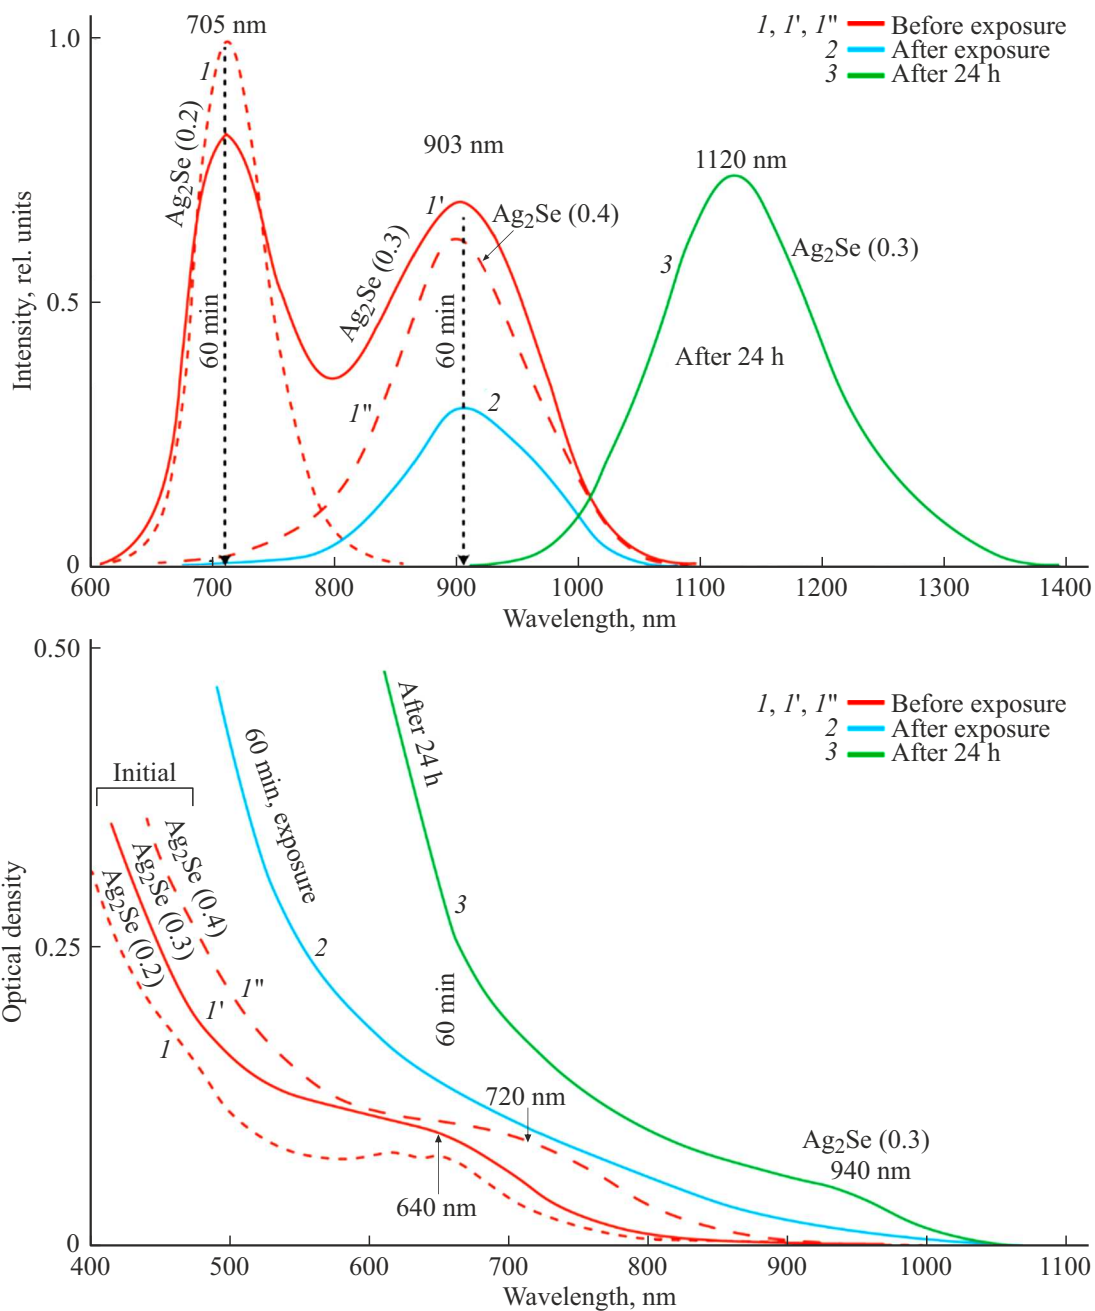 705 nm
1, 1', 1" Before exposure
2 After exposure
3 After 24 h
1.0
1
Ag₂Se (0.2)
903 nm
1120 nm
1'
Ag₂Se (0.4)
Ag₂Se (0.3)
3
Ag₂Se (0.3)
Intensity, rel. units
0.5
60 min
60 min
After 24 h
1"
2
0
600 700 800 900 1000 1100 1200 1300 1400
Wavelength, nm
0.50
After 24 h
1, 1', 1" Before exposure
2 After exposure
3 After 24 h
60 min, exposure
Initial
Ag₂Se (0.4)
Ag₂Se (0.3)
Ag₂Se (0.2)
3
Optical density
0.25
2
1"
1'
60 min
1
720 nm
Ag₂Se (0.3)
940 nm
640 nm
0
400 500 600 700 800 900 1000 1100
Wavelength, nm